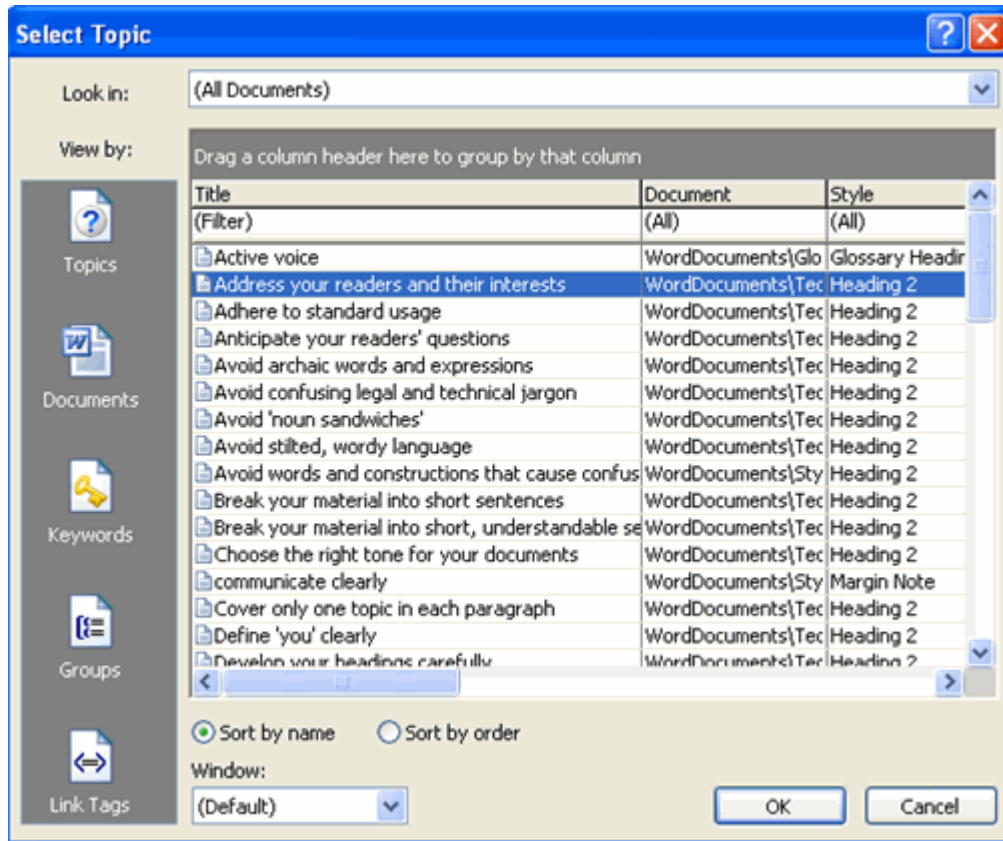 Select Topic
Look in:
(All Documents)
View by:
Drag a column header here to group by that column
Title Document Style
(Filter) (All) (All)
Active voice WordDocuments\Glo Glossary Headir
Address your readers and their interests WordDocuments\Tec Heading 2
Adhere to standard usage WordDocuments\Tec Heading 2
Anticipate your readers' questions WordDocuments\Tec Heading 2
Avoid archaic words and expressions WordDocuments\Tec Heading 2
Avoid confusing legal and technical jargon WordDocuments\Tec Heading 2
Avoid 'noun sandwiches' WordDocuments\Tec Heading 2
Avoid stilted, wordy language WordDocuments\Tec Heading 2
Avoid words and constructions that cause confus WordDocuments\Sty Heading 2
Break your material into short sentences WordDocuments\Tec Heading 2
Break your material into short, understandable se WordDocuments\Tec Heading 2
Choose the right tone for your documents WordDocuments\Tec Heading 2
communicate clearly WordDocuments\Sty Margin Note
Cover only one topic in each paragraph WordDocuments\Tec Heading 2
Define 'you' clearly WordDocuments\Tec Heading 2
Develop your headings carefully WordDocuments\Tec Heading 2
Topics
Documents
Keywords
Groups
Link Tags
Sort by name Sort by order
Window:
(Default)
OK
Cancel